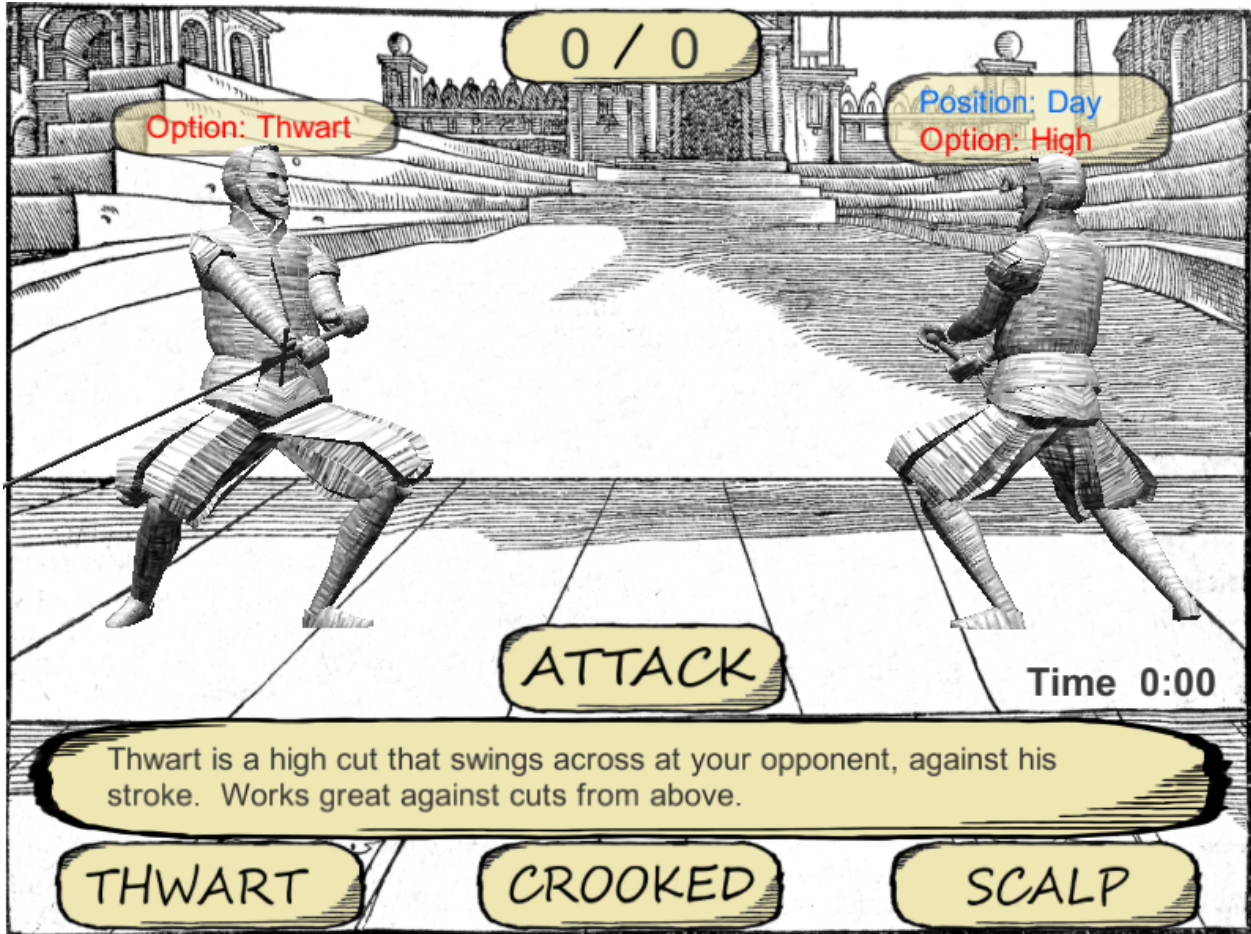 0 / 0
Option: Thwart
Position: Day
Option: High
ATTACK
Time 0:00
Thwart is a high cut that swings across at your opponent, against his
stroke. Works great against cuts from above.
THWART
CROOKED
SCALP